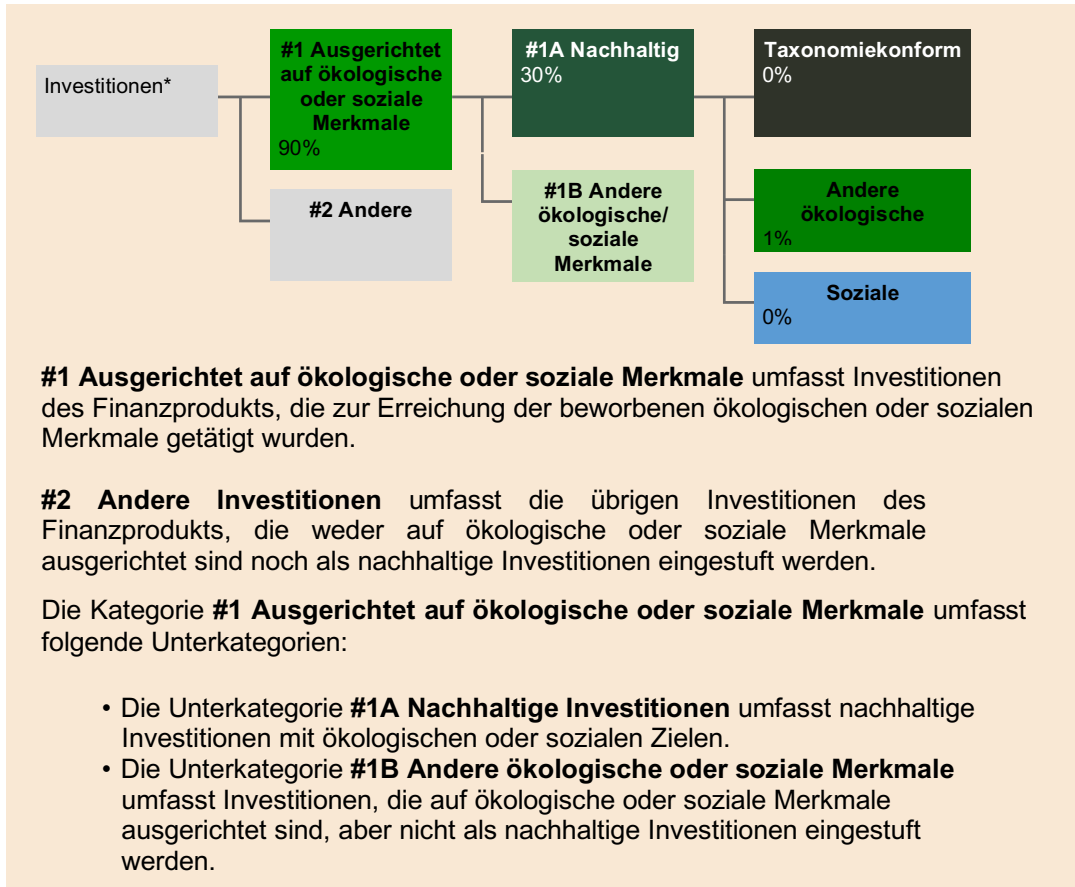 Investitionen*
#1 Ausgerichtet
auf ökologische
oder soziale
Merkmale
90%
#2 Andere
#1A Nachhaltig
30%
#1B Andere
ökologische/
soziale
Merkmale
Taxonomiekonform
0%
Andere
ökologische
1%
Soziale
0%
#1 Ausgerichtet auf ökologische oder soziale Merkmale umfasst Investitionen
des Finanzprodukts, die zur Erreichung der beworbenen ökologischen oder sozialen
Merkmale getätigt wurden.
#2 Andere Investitionen umfasst die übrigen Investitionen des
Finanzprodukts, die weder auf ökologische oder soziale Merkmale
ausgerichtet sind noch als nachhaltige Investitionen eingestuft werden.
Die Kategorie #1 Ausgerichtet auf ökologische oder soziale Merkmale umfasst
folgende Unterkategorien:
• Die Unterkategorie #1A Nachhaltige Investitionen umfasst nachhaltige
Investitionen mit ökologischen oder sozialen Zielen.
• Die Unterkategorie #1B Andere ökologische oder soziale Merkmale
umfasst Investitionen, die auf ökologische oder soziale Merkmale
ausgerichtet sind, aber nicht als nachhaltige Investitionen eingestuft
werden.